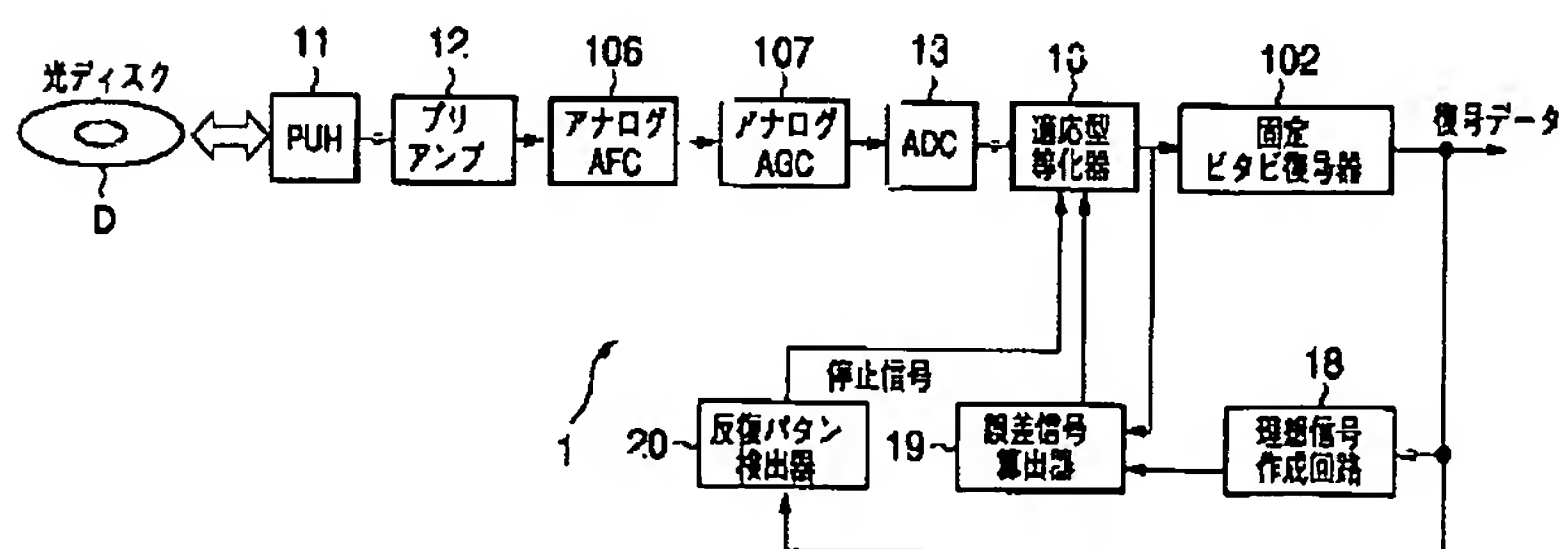 11
12
106
107
13
10
102
光ディスク
PUH
プリ
アンプ
アナログ
AFC
アナログ
AGC
ADC
適応型
等化器
固定
ビタビ復号器
復号データ
D
停止信号
18
1
20
反復パタン
検出器
19
誤差信号
算出器
理想信号
作成回路